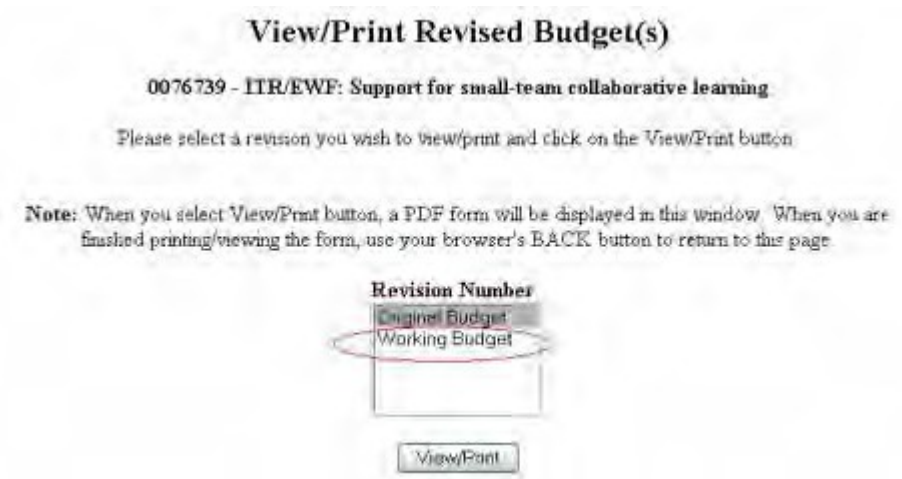 View/Print Revised Budget(s)
0076739 - ITR/EWF: Support for small-team collaborative learning
Please select a revision you wish to view/print and click on the View/Print button
Note: When you select View/Print button, a PDF form will be displayed in this window. When you are
finished printing/viewing the form, use your browser's BACK button to return to this page
Revision Number
Original Budget
Working Budget
View/Print